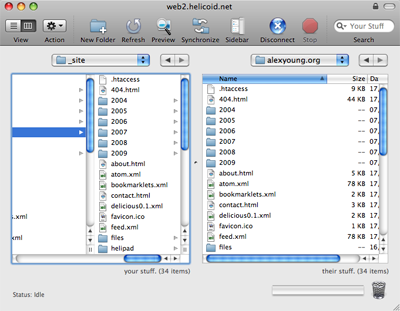 web2.helicoid.net
View Action New Folder Refresh Preview Synchronize Sidebar Disconnect Stop Search
Your Stuff
_site
alexyoung.org
.htaccess
404.html
2004
2005
2006
2007
2008
2009
about.html
atom.xml
bookmarklets.xml
contact.html
delicious0.1.xml
favicon.ico
feed.xml
files
helipad
s.xml
ml
Name Size Da
.htaccess 9 KB 17,
404.html 44 KB 17,
2004 -- 07,
2005 -- 07,
2006 -- 07,
2007 -- 07,
2008 -- 07,
2009 -- 07,
about.html 5 KB 17,
atom.xml 78 KB 17,
bookmarklets.xml 2 KB 17,
contact.html 3 KB 17,
delicious0.1.xml 2 KB 17,
favicon.ico 1 KB 17,
feed.xml 78 KB 17,
files -- 16,
your stuff. (34 items)
their stuff. (34 items)
Status: Idle